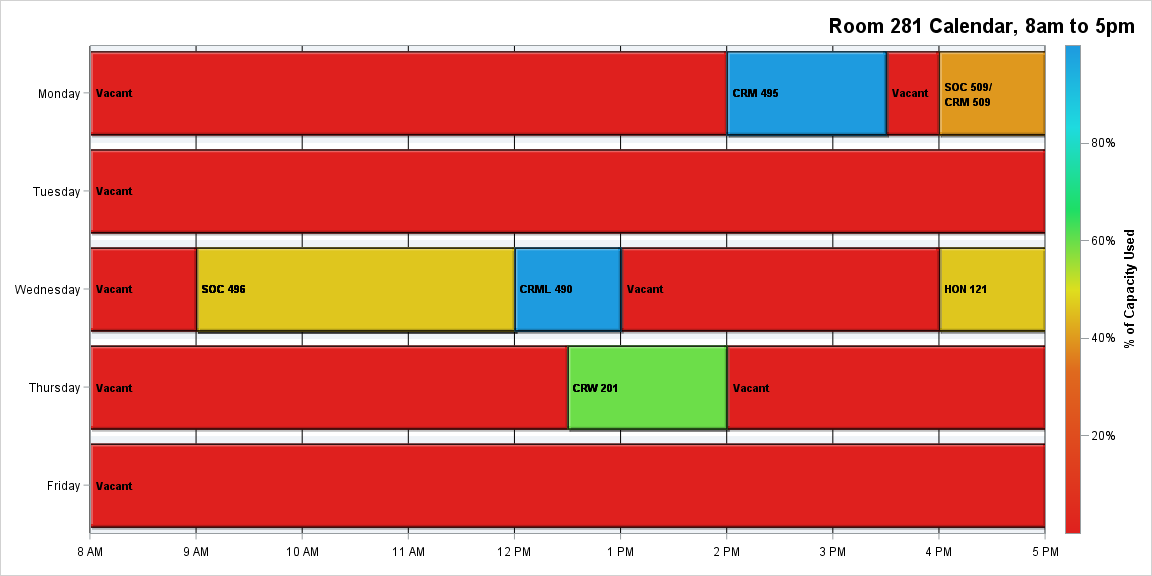 Room 281 Calendar, 8am to 5pm
Monday
Vacant
CRM 495
Vacant
SOC 509/
CRM 509
Tuesday
Vacant
Wednesday
Vacant
SOC 496
CRML 490
Vacant
HON 121
Thursday
Vacant
CRW 201
Vacant
Friday
Vacant
8 AM
9 AM
10 AM
11 AM
12 PM
1 PM
2 PM
3 PM
4 PM
5 PM
80%
60%
40%
20%
% of Capacity Used